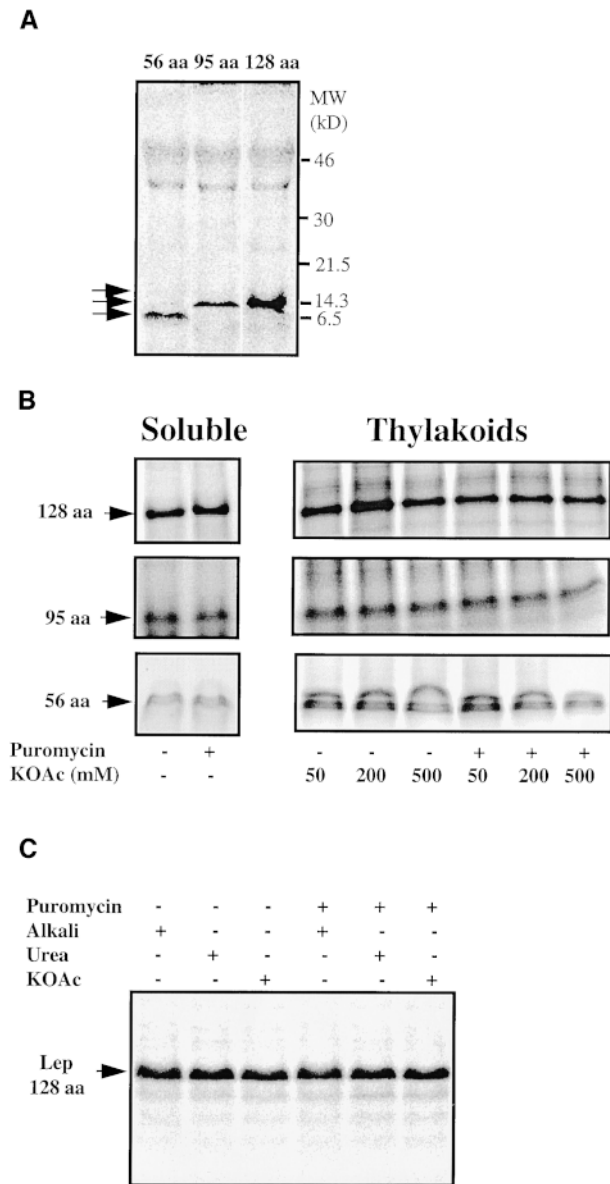 A
56 aa 95 aa 128 aa
MW
(kD)
46
30
21.5
14.3
6.5
B
Soluble Thylakoids
128 aa
95 aa
56 aa
Puromycin - + - - - + + +
KOAc (mM) - - 50 200 500 50 200 500
C
Puromycin - - - + + +
Alkali + - - + - -
Urea - + - - + -
KOAc - - + - - +
Lep
128 aa